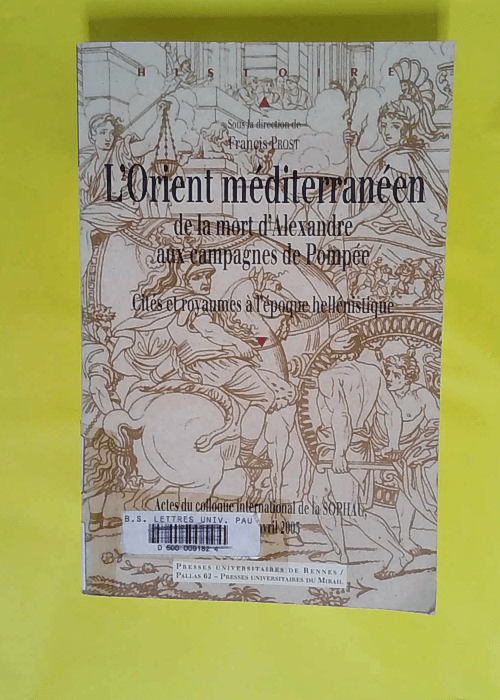 HISTOIRE
Sous la direction de
Francis PROST
L'Orient méditerranéen
de la mort d'Alexandre
aux campagnes de Pompée
Cités et royaumes à l'époque hellénistique
Actes du colloque international de la SOPHAU,
avril 2003
B.S. LETTRES UNIV. PAU
D 500 009182 4
PRESSES UNIVERSITAIRES DE RENNES /
PALLAS 62 – PRESSES UNIVERSITAIRES DU MIRAIL